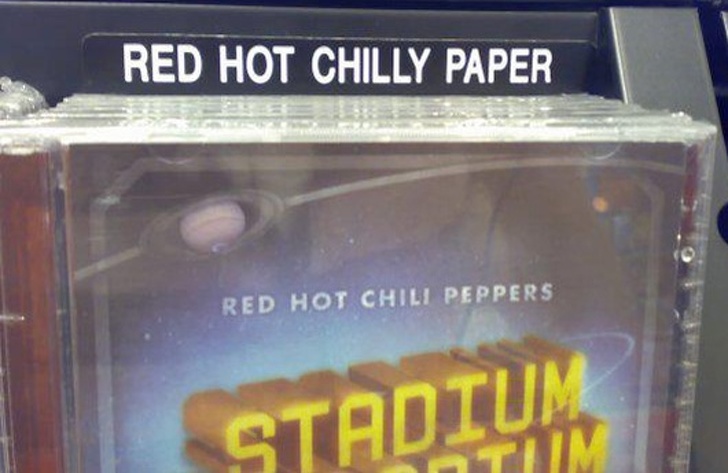 RED HOT CHILLY PAPER
RED HOT CHILI PEPPERS
STADIUM